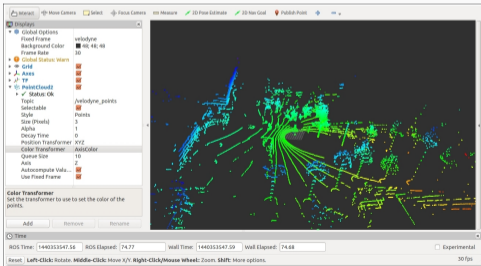 Interact Move Camera Select Focus Camera Measure 2D Pose Estimate 2D Nav Goal Publish Point
Displays
Global Options
Fixed Frame velodyne
Background Color 48; 48; 48
Frame Rate 30
Global Status: Warn
Grid
Axes
TF
PointCloud2
Status: Ok
Topic /velodyne_points
Selectable
Style Points
Size (Pixels) 3
Alpha 1
Decay Time 0
Position Transformer XYZ
Color Transformer AxisColor
Queue Size 10
Axis Z
Autocompute Valu...
Use Fixed Frame
Color Transformer
Set the transformer to use to set the color of the
points.
Add Remove Rename
Time
ROS Time: 1440353547.56 ROS Elapsed: 74.77 Wall Time: 1440353547.59 Wall Elapsed: 74.68 Experimental
Reset Left-Click: Rotate. Middle-Click: Move X/Y. Right-Click/Mouse Wheel: Zoom. Shift: More options. 30 fps